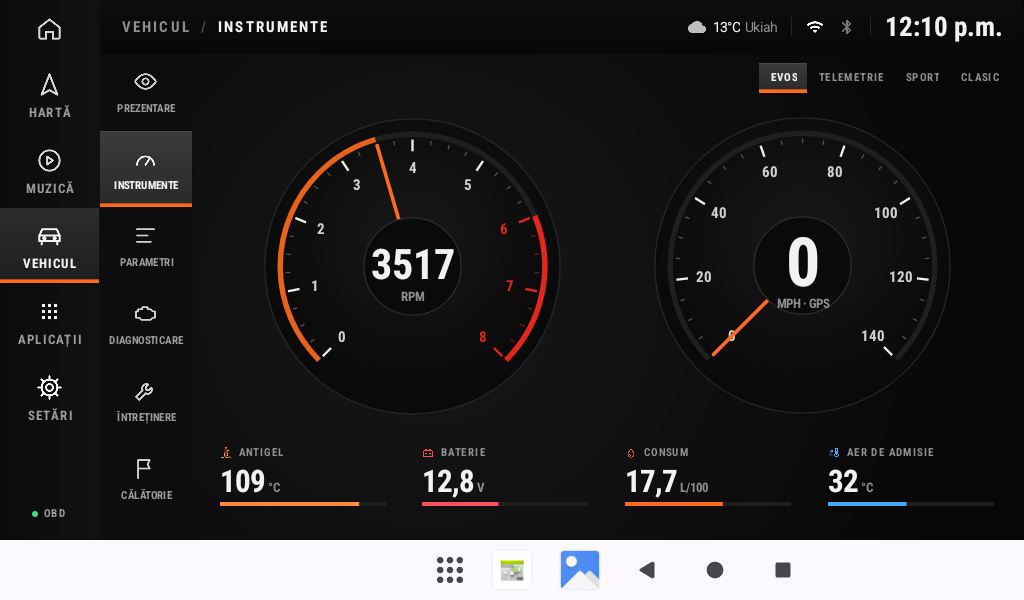 VEHICUL / INSTRUMENTE
13°C Ukiah
12:10 p.m.
HARTĂ
MUZICĂ
VEHICUL
APLICAȚII
SETĂRI
OBD
PREZENTARE
INSTRUMENTE
PARAMETRI
DIAGNOSTICARE
ÎNTREȚINERE
CĂLĂTORIE
EVOS TELEMETRIE SPORT CLASIC
0 1 2 3 4 5 6 7 8
3517
RPM
0 20 40 60 80 100 120 140
0
MPH · GPS
ANTIGEL
109 °C
BATERIE
12,8 V
CONSUM
17,7 L/100
AER DE ADMISIE
32 °C